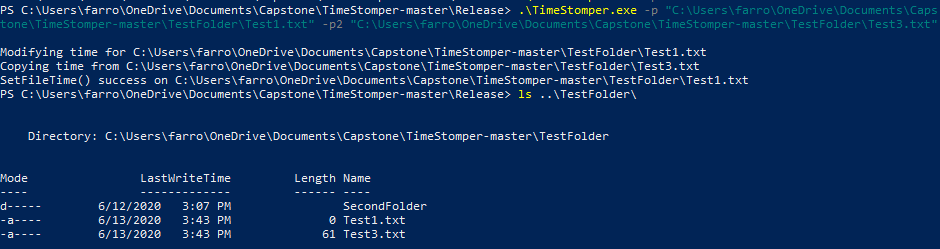 PS C:\Users\farro\OneDrive\Documents\Capstone\TimeStomper-master\Release> .\TimeStomper.exe -p "C:\Users\farro\OneDrive\Documents\Caps
tone\TimeStomper-master\TestFolder\Test1.txt" -p2 "C:\Users\farro\OneDrive\Documents\Capstone\TimeStomper-master\TestFolder\Test3.txt"
Modifying time for C:\Users\farro\OneDrive\Documents\Capstone\TimeStomper-master\TestFolder\Test1.txt
Copying time from C:\Users\farro\OneDrive\Documents\Capstone\TimeStomper-master\TestFolder\Test3.txt
SetFileTime() success on C:\Users\farro\OneDrive\Documents\Capstone\TimeStomper-master\TestFolder\Test1.txt
PS C:\Users\farro\OneDrive\Documents\Capstone\TimeStomper-master\Release> ls ..\TestFolder\
Directory: C:\Users\farro\OneDrive\Documents\Capstone\TimeStomper-master\TestFolder
Mode LastWriteTime Length Name
---- ------------- ------ ----
d----- 6/12/2020 3:07 PM SecondFolder
-a---- 6/13/2020 3:43 PM 0 Test1.txt
-a---- 6/13/2020 3:43 PM 61 Test3.txt